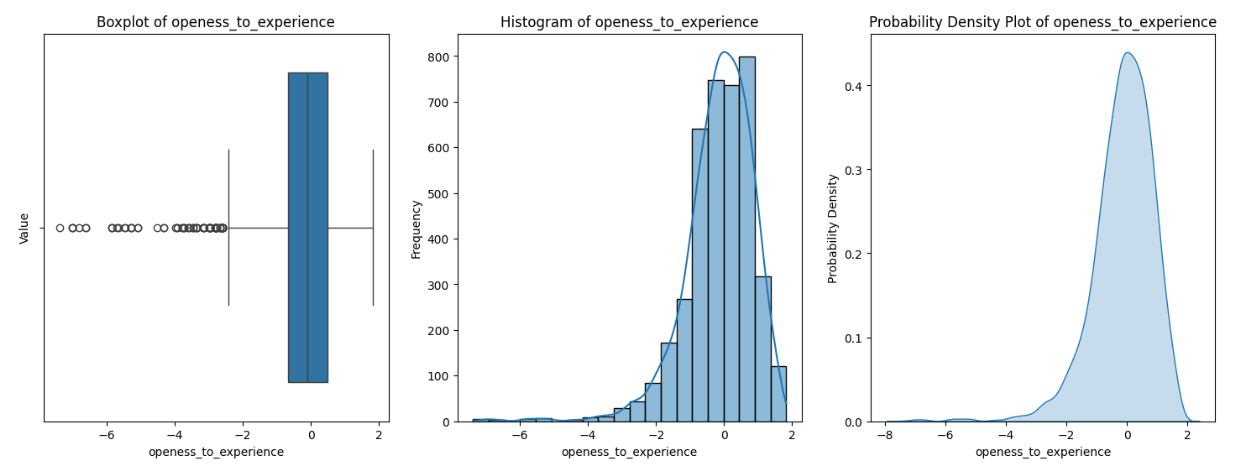 Boxplot of openess_to_experience
Value
−6 −4 −2 0 2
openess_to_experience
Histogram of openess_to_experience
Frequency
800
700
600
500
400
300
200
100
0
−6 −4 −2 0 2
openess_to_experience
Probability Density Plot of openess_to_experience
Probability Density
0.4
0.3
0.2
0.1
0.0
−8 −6 −4 −2 0 2
openess_to_experience